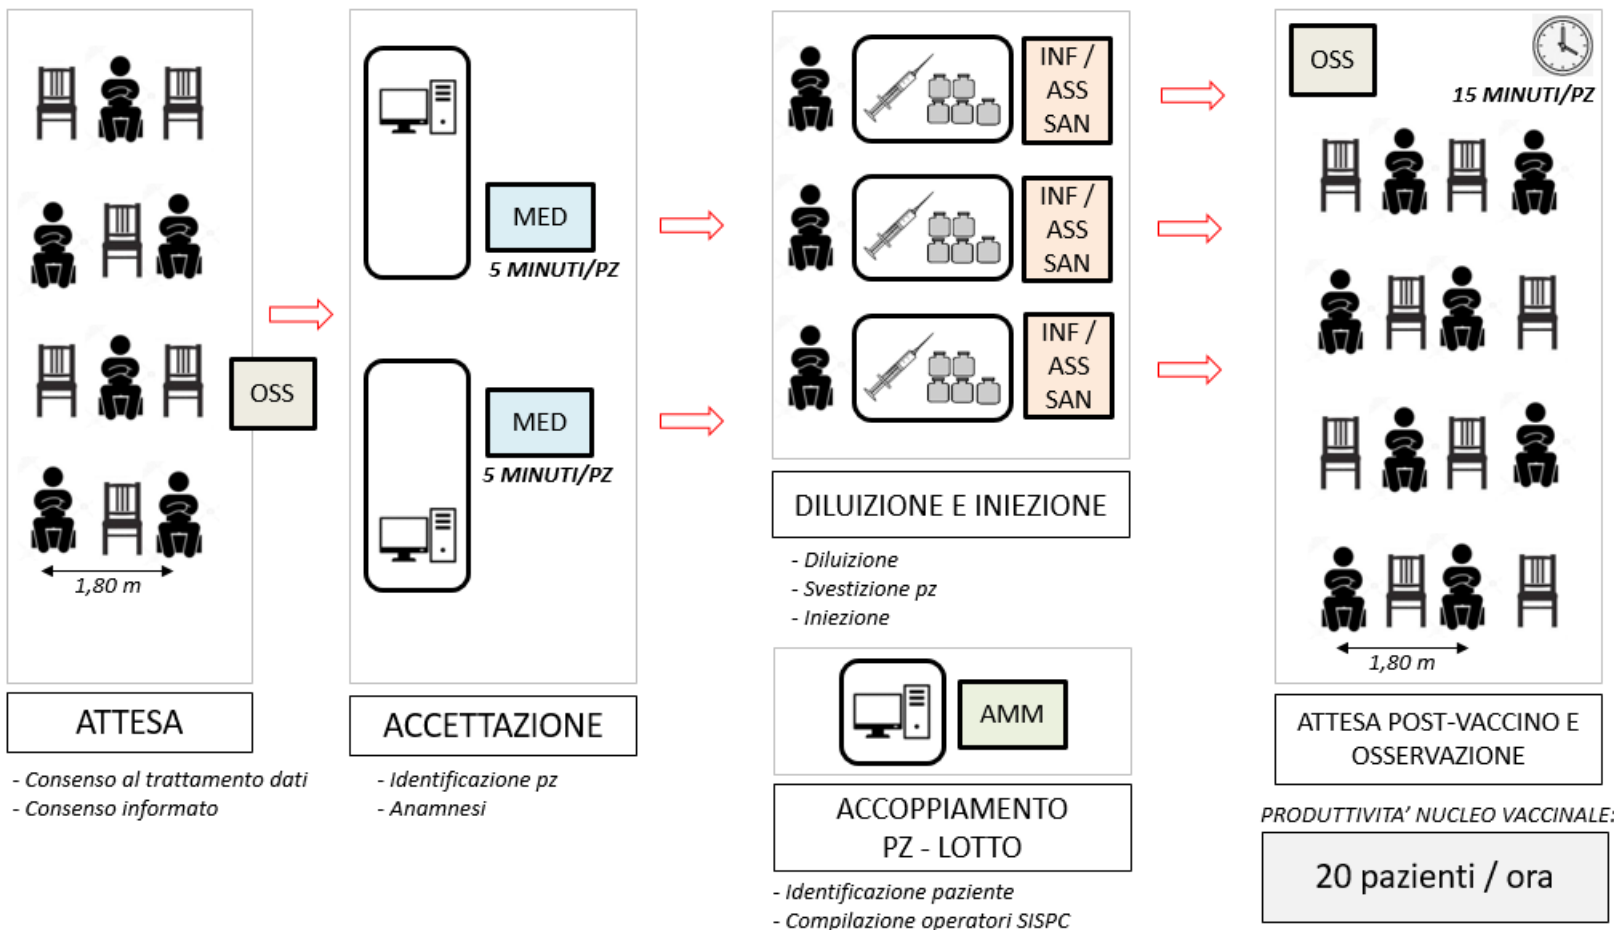 OSS
1,80 m
ATTESA
- Consenso al trattamento dati
- Consenso informato
MED
5 MINUTI/PZ
MED
5 MINUTI/PZ
ACCETTAZIONE
- Identificazione pz
- Anamnesi
INF /
ASS
SAN
INF /
ASS
SAN
INF /
ASS
SAN
DILUIZIONE E INIEZIONE
- Diluizione
- Svestizione pz
- Iniezione
AMM
ACCOPPIAMENTO
PZ - LOTTO
- Identificazione paziente
- Compilazione operatori SISPC
OSS
15 MINUTI/PZ
1,80 m
ATTESA POST-VACCINO E
OSSERVAZIONE
PRODUTTIVITA' NUCLEO VACCINALE:
20 pazienti / ora